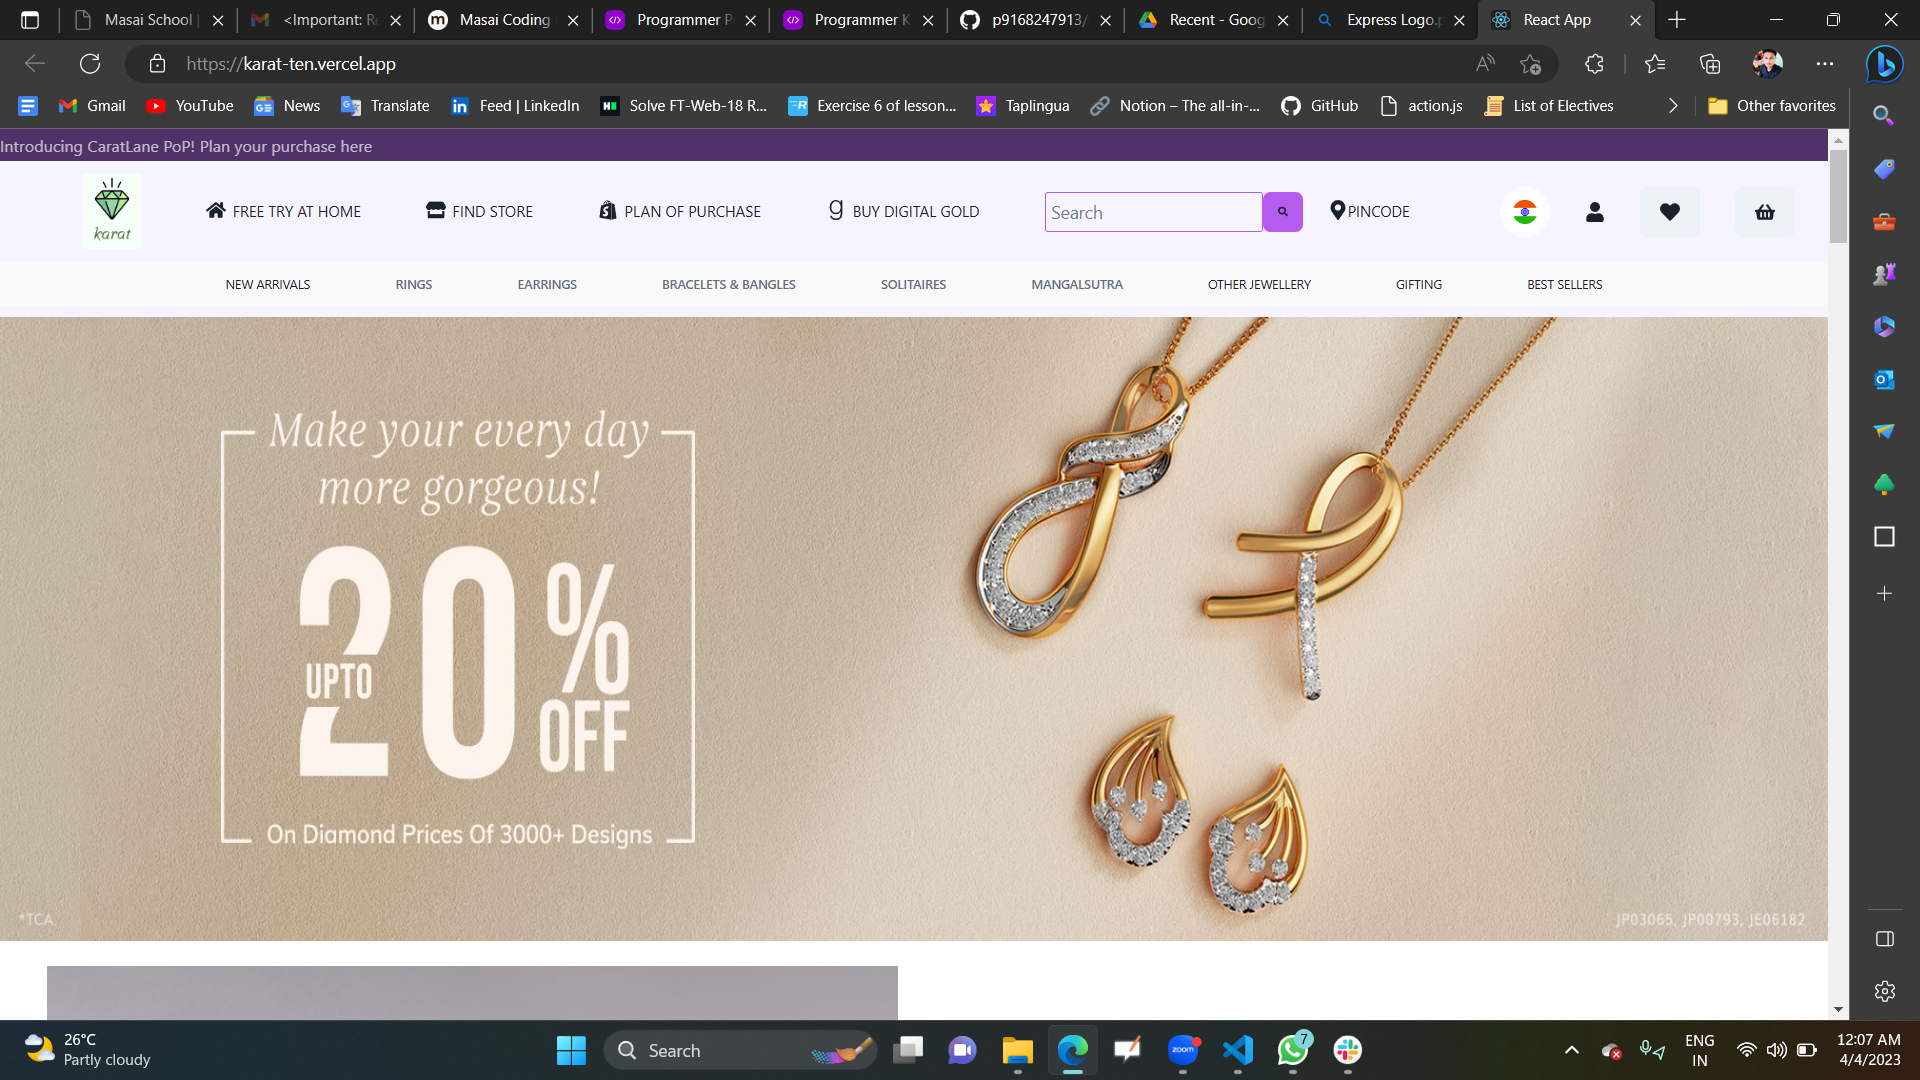 Masai School |
<Important: R
Masai Coding
Programmer P
Programmer K
p9168247913/
Recent - Goog
Express Logo.p
React App
https://karat-ten.vercel.app
Gmail
YouTube
News
Translate
Feed | LinkedIn
Solve FT-Web-18 R...
Exercise 6 of lesson...
Taplingua
Notion – The all-in-...
GitHub
action.js
List of Electives
Other favorites
Introducing CaratLane PoP! Plan your purchase here
karat
FREE TRY AT HOME
FIND STORE
PLAN OF PURCHASE
BUY DIGITAL GOLD
Search
PINCODE
NEW ARRIVALS
RINGS
EARRINGS
BRACELETS & BANGLES
SOLITAIRES
MANGALSUTRA
OTHER JEWELLERY
GIFTING
BEST SELLERS
Make your every day
more gorgeous!
UPTO
20%
OFF
On Diamond Prices Of 3000+ Designs
*TCA
JP03065, JP00793, JE06182
26°C
Partly cloudy
Search
zoom
7
ENG
IN
12:07 AM
4/4/2023